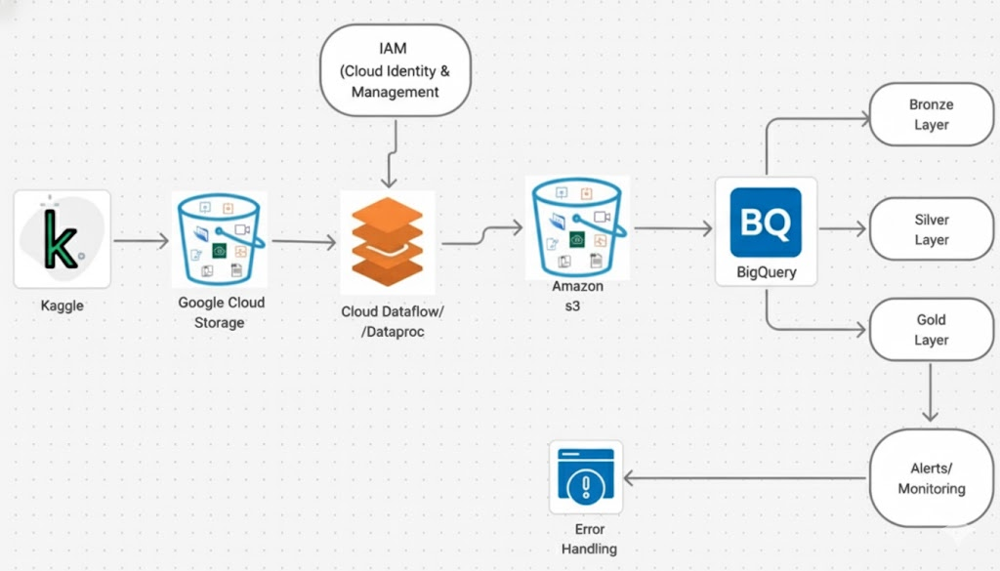 IAM
(Cloud Identity &
Management
Bronze
Layer
k
BQ
BigQuery
Silver
Layer
Kaggle
Google Cloud
Storage
Cloud Dataflow/
/Dataproc
Amazon
s3
Gold
Layer
Alerts/
Monitoring
Error
Handling